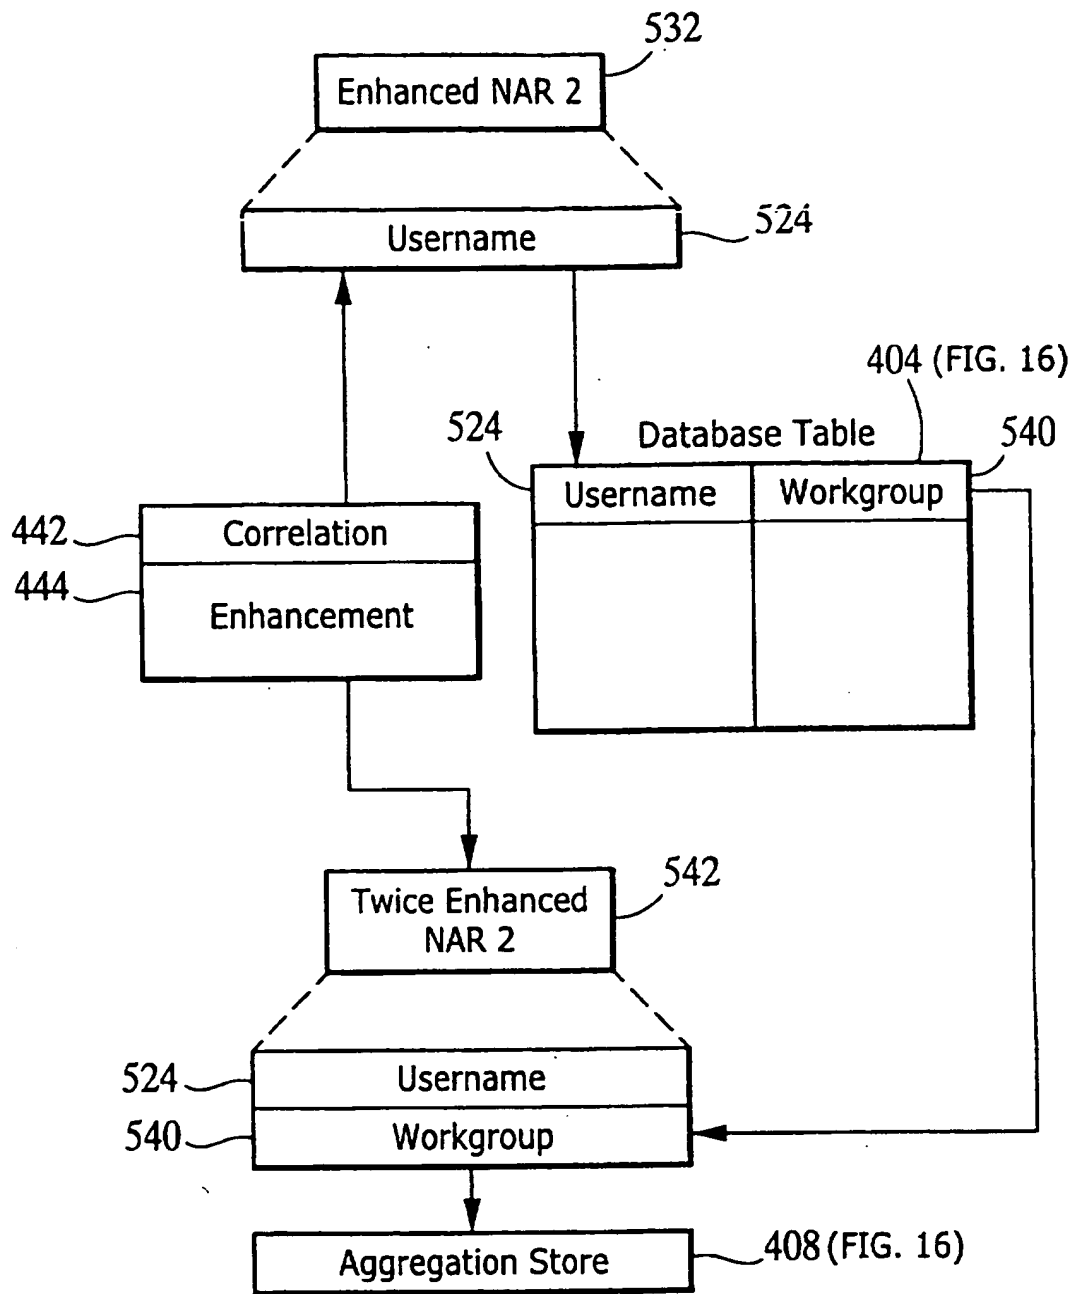 532
Enhanced NAR 2
524
Username
404 (FIG. 16)
524
Database Table
540
Username
Workgroup
442
Correlation
444
Enhancement
542
Twice Enhanced
NAR 2
524
Username
540
Workgroup
Aggregation Store
408 (FIG. 16)